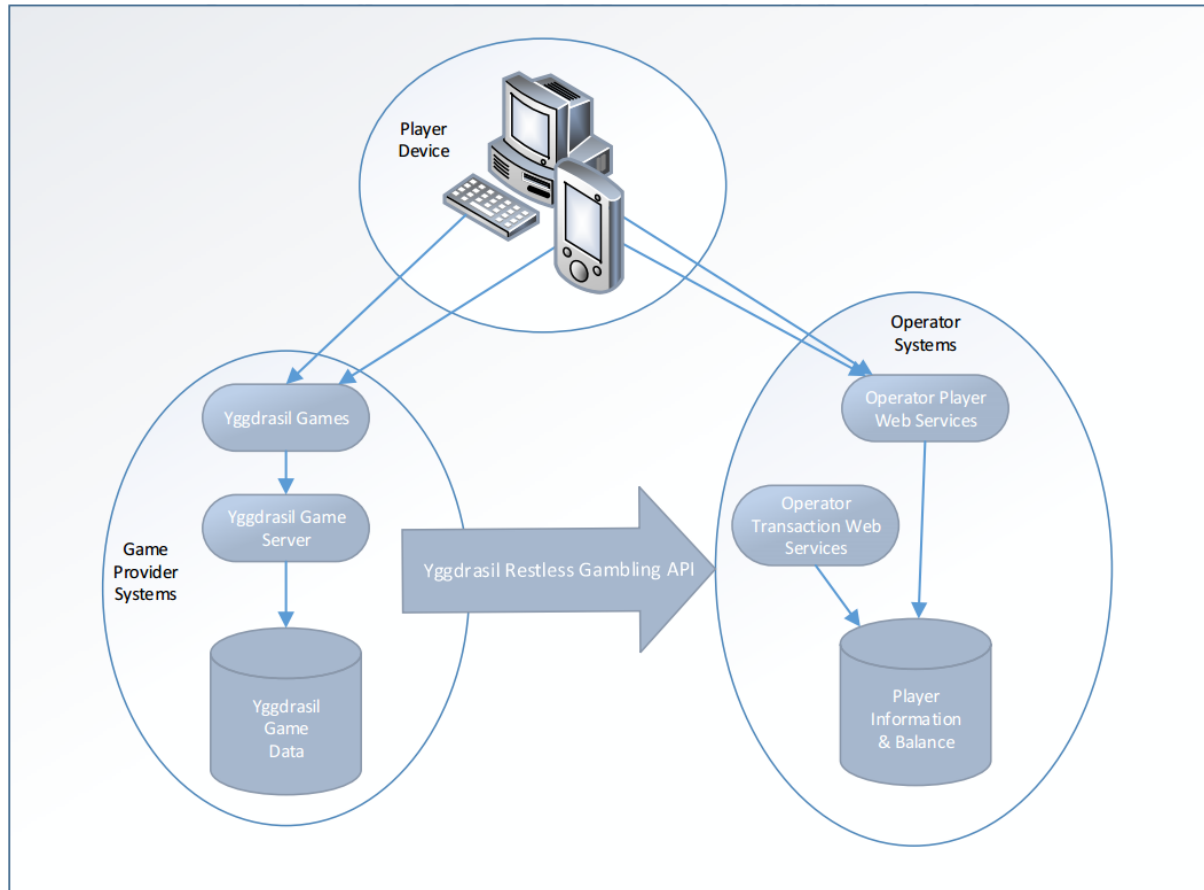 Player
Device
Operator
Systems
Yggdrasil Games
Operator Player
Web Services
Yggdrasil Game
Server
Operator
Transaction Web
Services
Game
Provider
Systems
Yggdrasil Restless Gambling API
Yggdrasil
Game
Data
Player
Information
& Balance